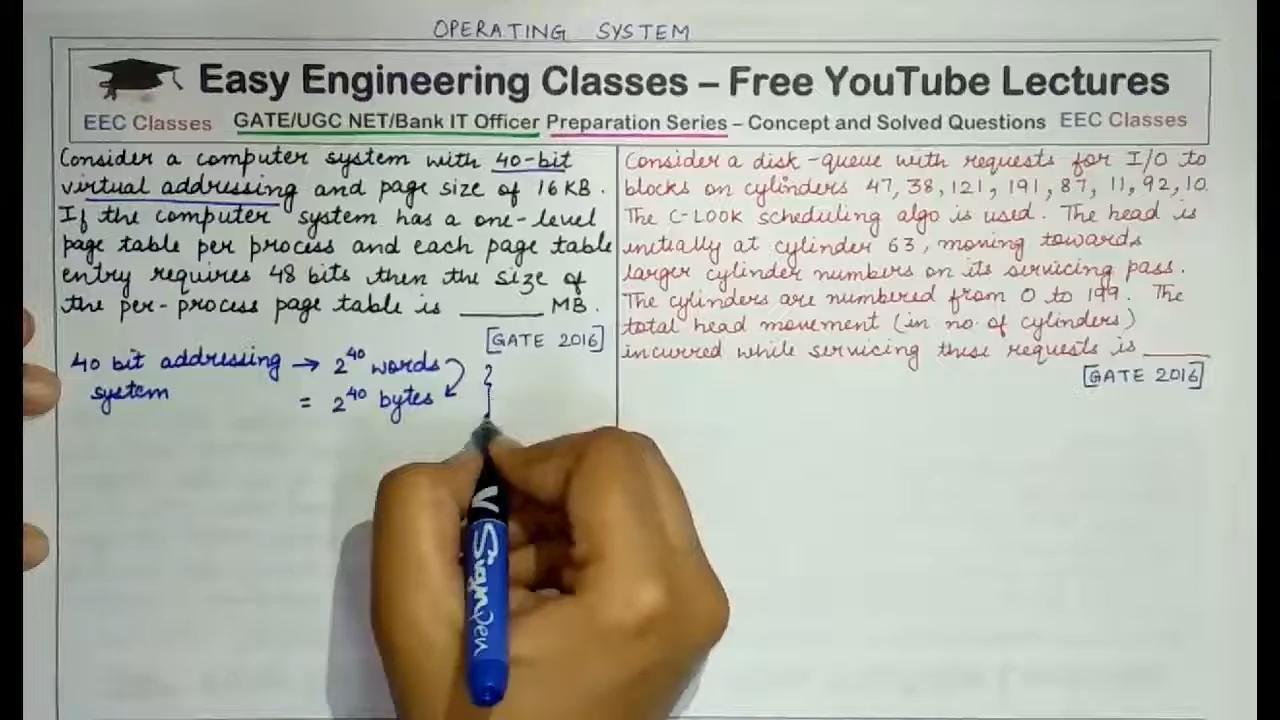 OPERATING SYSTEM
Easy Engineering Classes – Free YouTube Lectures
EEC Classes GATE/UGC NET/Bank IT Officer Preparation Series – Concept and Solved Questions EEC Classes
Consider a computer system with 40-bit
virtual addressing and page size of 16 KB.
If the computer system has a one-level
page table per process and each page table
entry requires 48 bits then the size of
the per-process page table is ______ MB.
[GATE 2016]
40 bit addressing → 2^40 words
system
= 2^40 bytes
Consider a disk-queue with requests for I/O to
blocks on cylinders 47, 38, 121, 191, 87, 11, 92, 10.
The C-LOOK scheduling algo is used. The head is
initially at cylinder 63, moving towards
larger cylinder numbers on its servicing pass.
The cylinders are numbered from 0 to 199. The
total head movement (in no. of cylinders)
incurred while servicing these requests is ______
[GATE 2016]
V Sign Pen